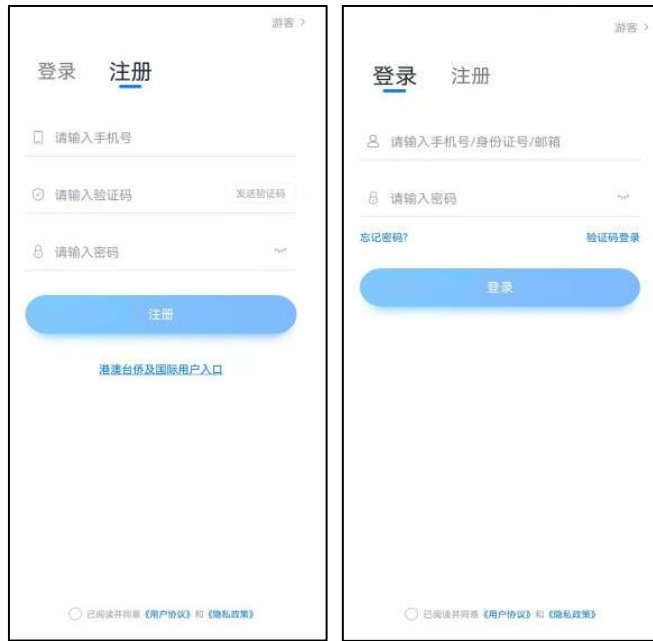 游客 >
登录 注册
请输入手机号
请输入验证码 发送验证码
请输入密码
注册
港澳台侨及国际用户入口
已阅读并同意《用户协议》和《隐私政策》
游客 >
登录 注册
请输入手机号/身份证号/邮箱
请输入密码
忘记密码? 验证码登录
登录
已阅读并同意《用户协议》和《隐私政策》